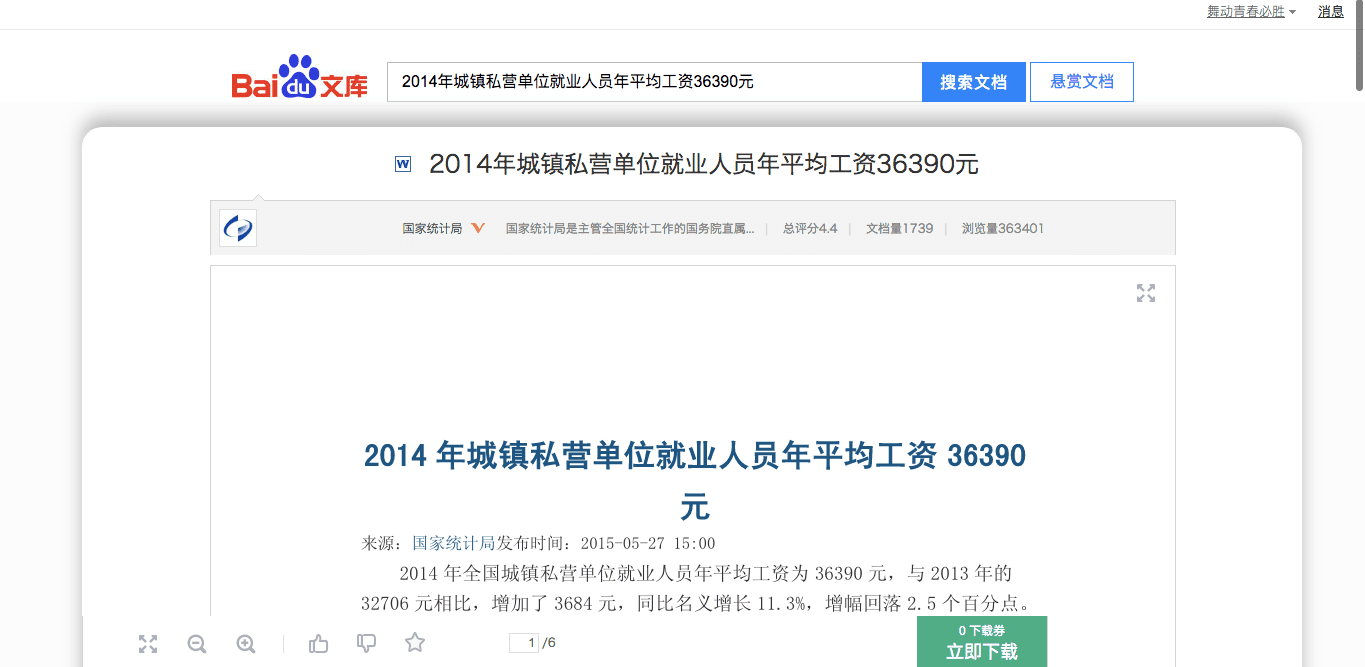 舞动青春必胜
消息
Bai du 文库
2014年城镇私营单位就业人员年平均工资36390元
搜索文档
悬赏文档
W 2014年城镇私营单位就业人员年平均工资36390元
国家统计局 国家统计局是主管全国统计工作的国务院直属... | 总评分4.4 | 文档量1739 | 浏览量363401
2014 年城镇私营单位就业人员年平均工资 36390
元
来源：国家统计局发布时间：2015-05-27 15:00
2014 年全国城镇私营单位就业人员年平均工资为 36390 元，与 2013 年的
32706 元相比，增加了 3684 元，同比名义增长 11.3%，增幅回落 2.5 个百分点。
1 /6
0 下载券
立即下载